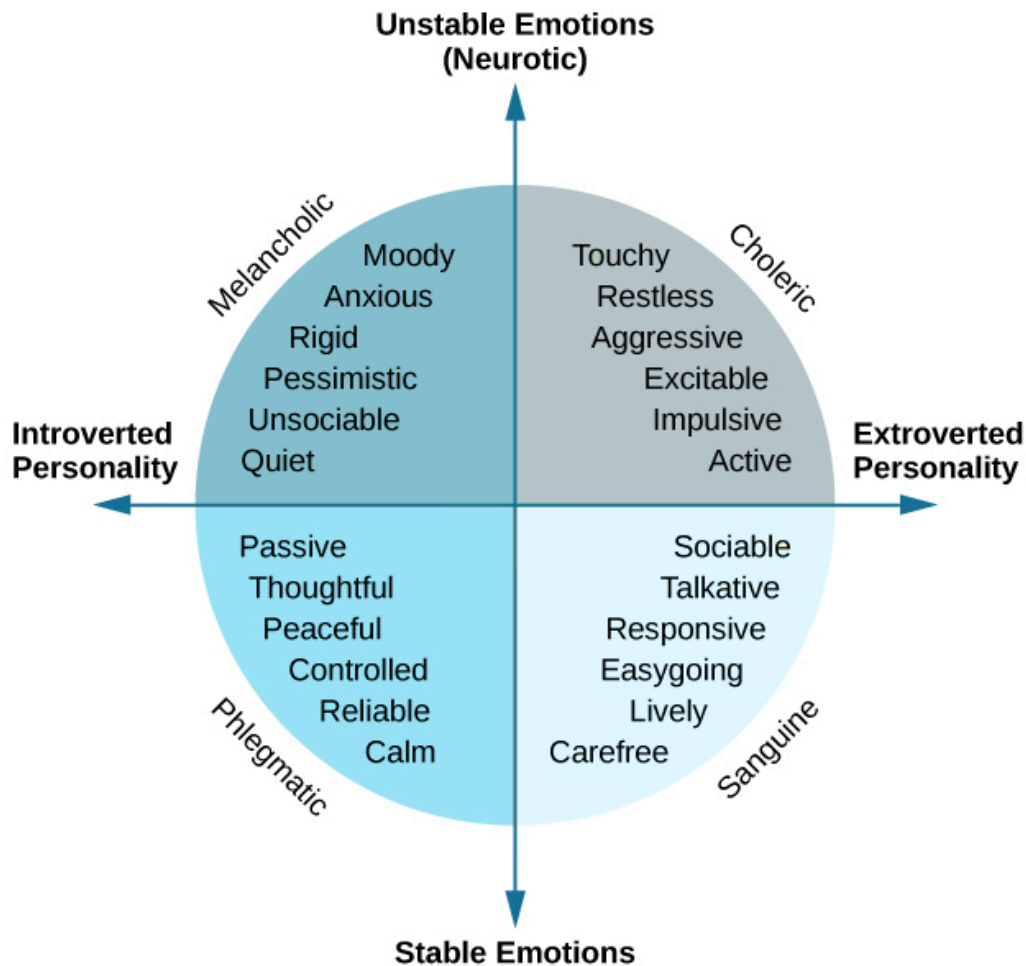 Unstable Emotions
(Neurotic)
Melancholic
Choleric
Moody
Anxious
Rigid
Pessimistic
Unsociable
Quiet
Touchy
Restless
Aggressive
Excitable
Impulsive
Active
Introverted
Personality
Extroverted
Personality
Passive
Thoughtful
Peaceful
Controlled
Reliable
Calm
Sociable
Talkative
Responsive
Easygoing
Lively
Carefree
Phlegmatic
Sanguine
Stable Emotions